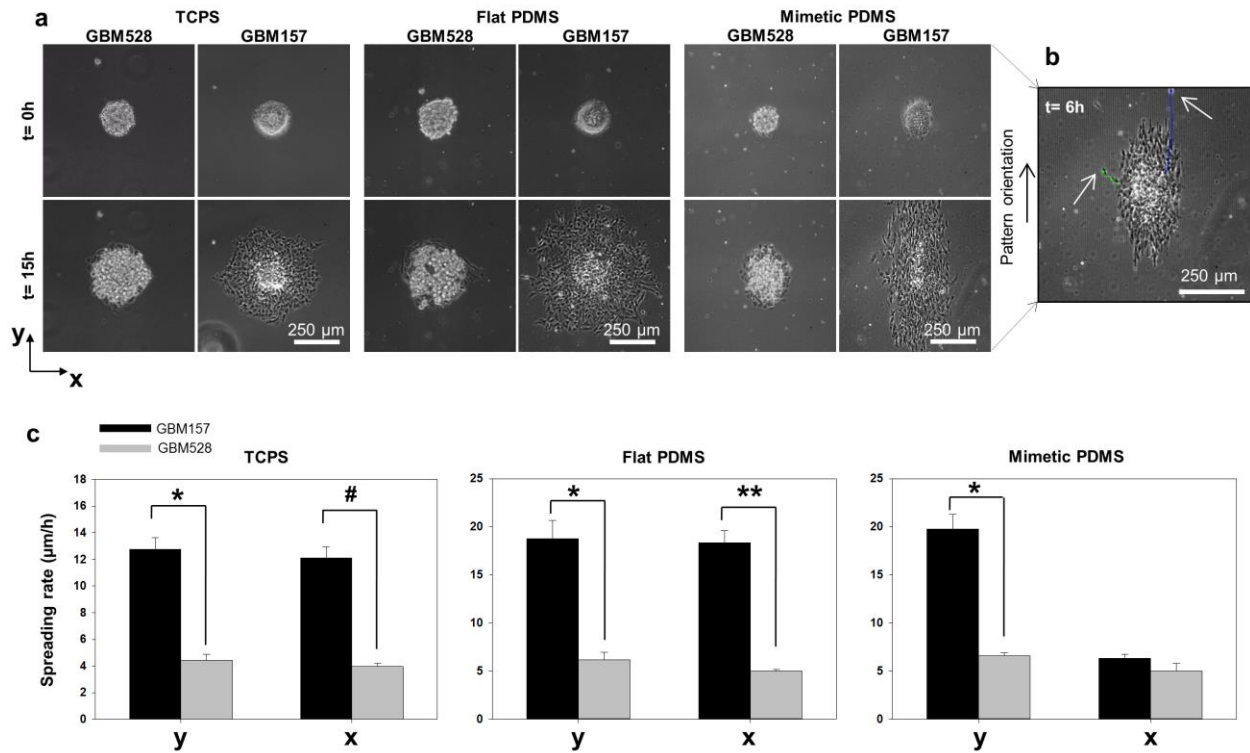 a
TCPS
Flat PDMS
Mimetic PDMS
GBM528 GBM157 GBM528 GBM157 GBM528 GBM157
b
t= 0h
t= 15h
t= 6h
Pattern orientation
250 µm
250 µm
250 µm
250 µm
y
x
c
GBM157
GBM528
TCPS
Flat PDMS
Mimetic PDMS
Spreading rate (µm/h)
18
16
14
12
10
8
6
4
2
0
* #
y x
25
20
15
10
5
0
* **
y x
25
20
15
10
5
0
*
y x